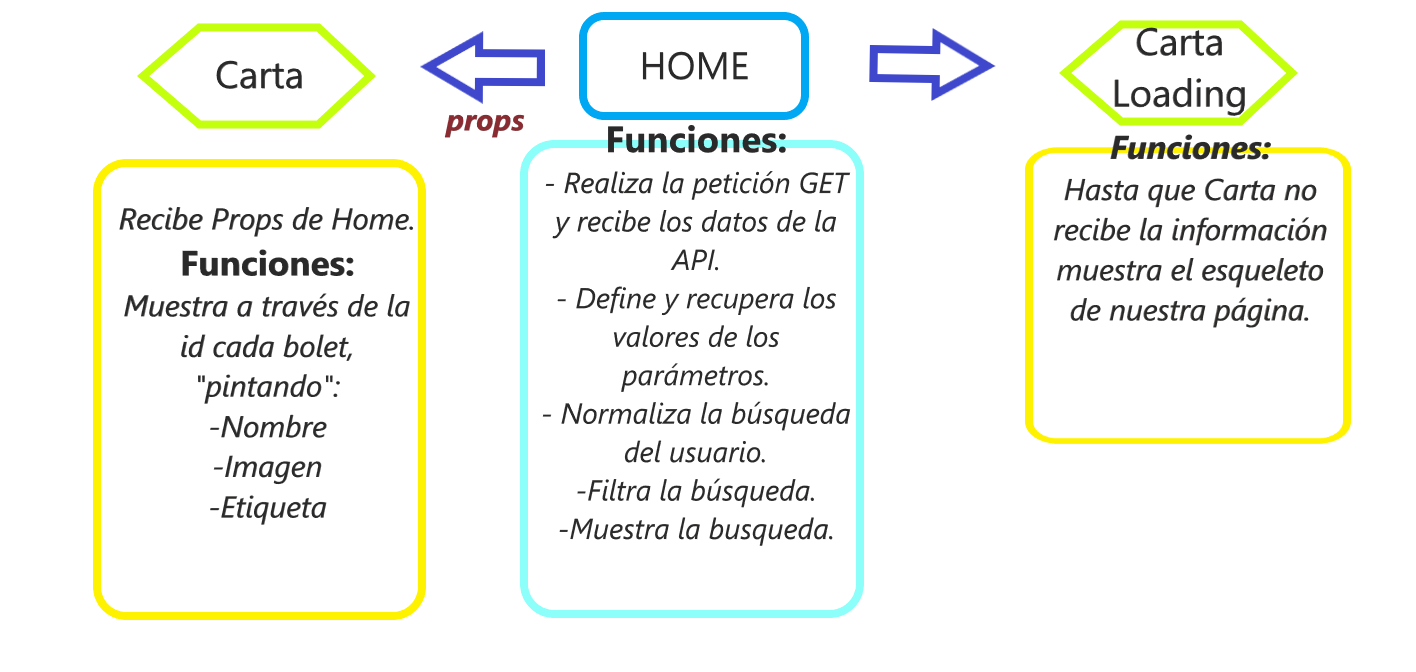 Carta
Recibe Props de Home.
Funciones:
Muestra a través de la
id cada bolet,
"pintando":
-Nombre
-Imagen
-Etiqueta
props
HOME
Funciones:
- Realiza la petición GET
y recibe los datos de la
API.
- Define y recupera los
valores de los
parámetros.
- Normaliza la búsqueda
del usuario.
-Filtra la búsqueda.
-Muestra la busqueda.
Carta
Loading
Funciones:
Hasta que Carta no
recibe la información
muestra el esqueleto
de nuestra página.